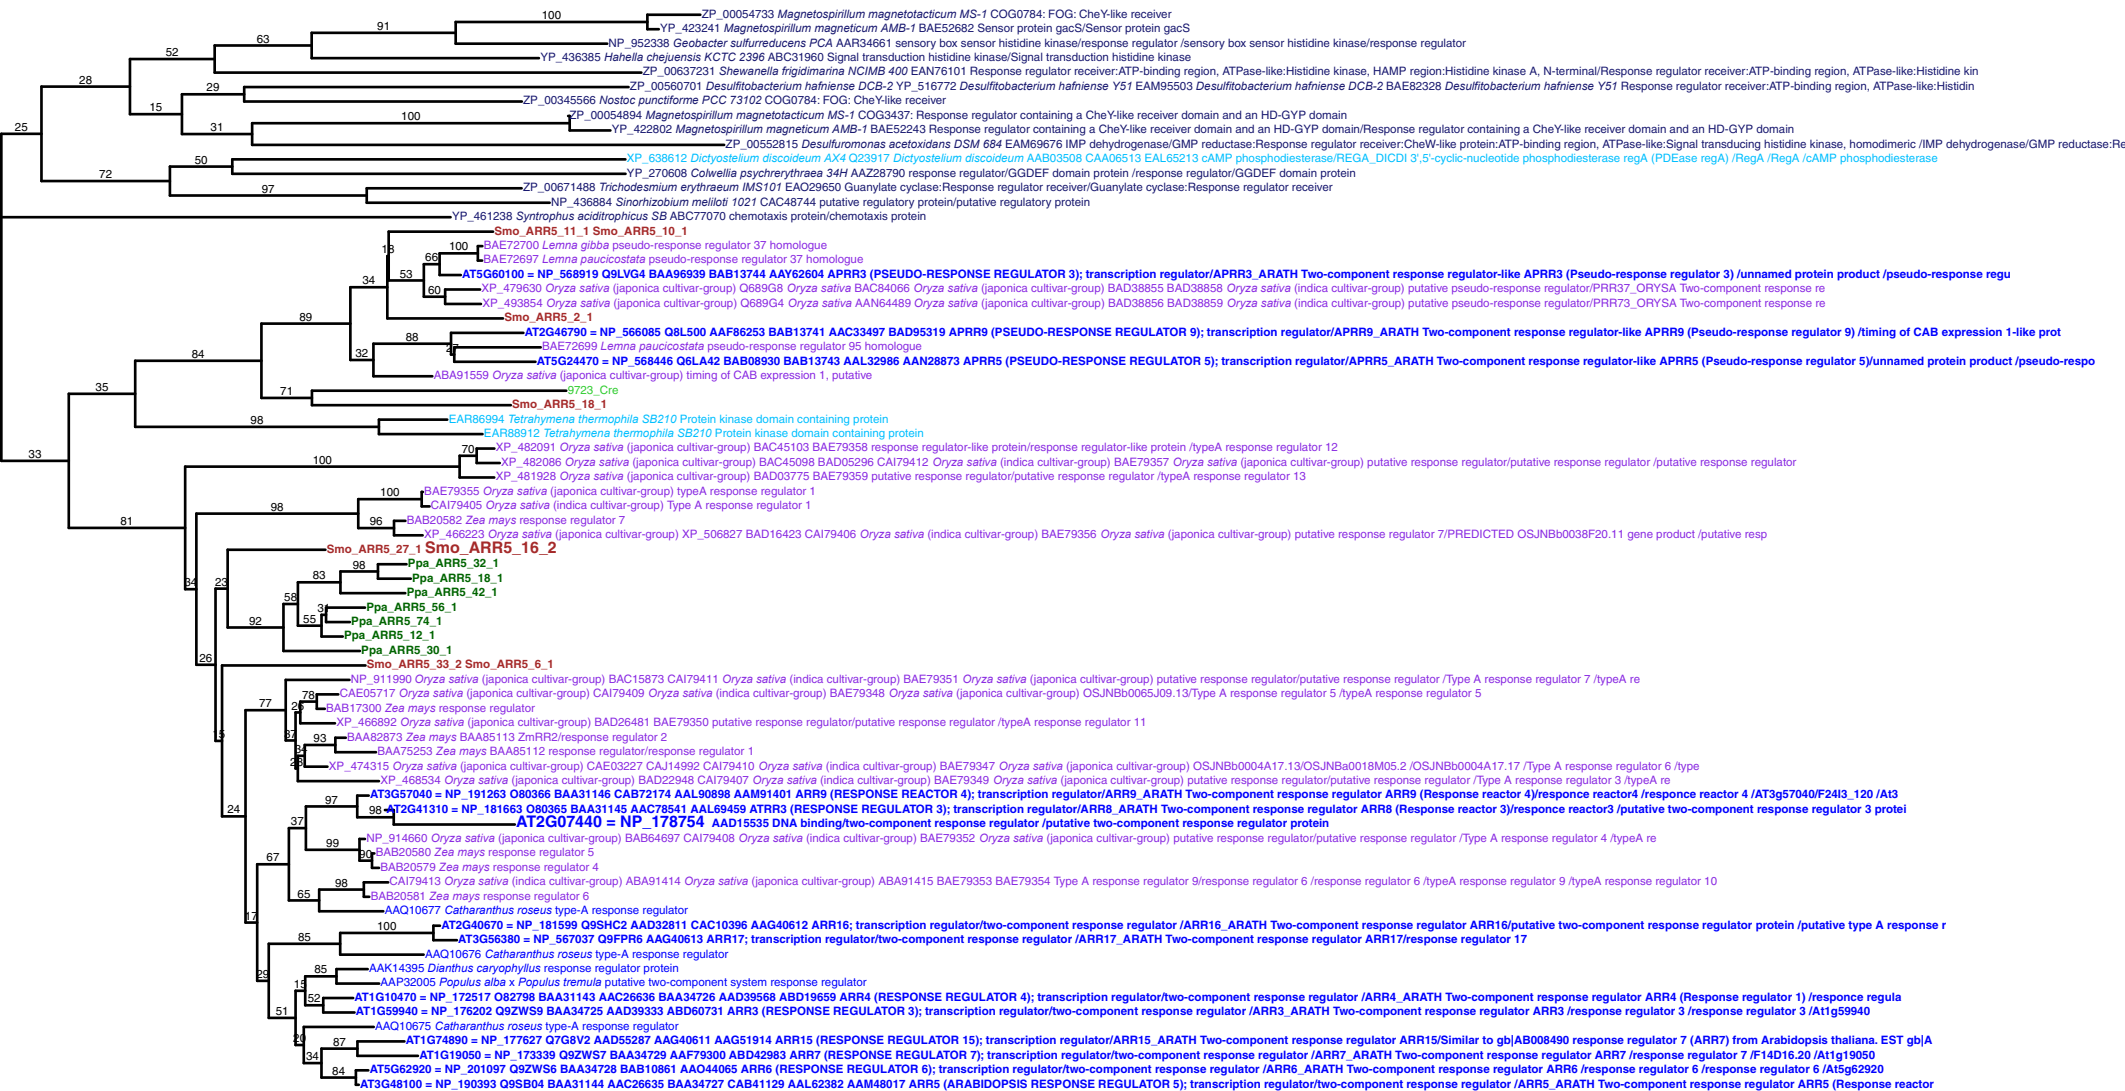 ZP_00054733 Magnetospirillum magnetotacticum MS-1 COG0784: FOG: CheY-like receiver
100
YP_423241 Magnetospirillum magneticum AMB-1 BAE52682 Sensor protein gacS/Sensor protein gacS
91
63
NP_952338 Geobacter sulfurreducens PCA AAR34661 sensory box sensor histidine kinase/response regulator /sensory box sensor histidine kinase/response regulator
52
YP_436385 Hahella chejuensis KCTC 2396 ABC31960 Signal transduction histidine kinase/Signal transduction histidine kinase
ZP_00637231 Shewanella frigidimarina NCIMB 400 EAN76101 Response regulator receiver:ATP-binding region, ATPase-like:Histidine kinase, HAMP region:Histidine kinase A, N-terminal/Response regulator receiver:ATP-binding region, ATPase-like:Histidine kin
28
29
ZP_00560701 Desulfitobacterium hafniense DCB-2 YP_516772 Desulfitobacterium hafniense Y51 EAM95503 Desulfitobacterium hafniense DCB-2 BAE82328 Desulfitobacterium hafniense Y51 Response regulator receiver:ATP-binding region, ATPase-like:Histidin
ZP_00345566 Nostoc punctiforme PCC 73102 COG0784: FOG: CheY-like receiver
15
ZP_00054894 Magnetospirillum magnetotacticum MS-1 COG3437: Response regulator containing a CheY-like receiver domain and an HD-GYP domain
100
31
25
YP_422802 Magnetospirillum magneticum AMB-1 BAE52243 Response regulator containing a CheY-like receiver domain and an HD-GYP domain/Response regulator containing a CheY-like receiver domain and an HD-GYP domain
ZP_00552815 Desulfuromonas acetoxidans DSM 684 EAM69676 IMP dehydrogenase/GMP reductase:Response regulator receiver:CheW-like protein:ATP-binding region, ATPase-like:Signal transducing histidine kinase, homodimeric /IMP dehydrogenase/GMP reductase:Re
50
XP_638612 Dictyostelium discoideum AX4 Q23917 Dictyostelium discoideum AAB03508 CAA06513 EAL65213 cAMP phosphodiesterase/REGA_DICDI 3',5'-cyclic-nucleotide phosphodiesterase regA (PDEase regA) /RegA /RegA /cAMP phosphodiesterase
YP_270608 Colwellia psychrerythraea 34H AAZ28790 response regulator/GGDEF domain protein /response regulator/GGDEF domain protein
72
97
ZP_00671488 Trichodesmium erythraeum IMS101 EAO29650 Guanylate cyclase:Response regulator receiver/Guanylate cyclase:Response regulator receiver
NP_436884 Sinorhizobium meliloti 1021 CAC48744 putative regulatory protein/putative regulatory protein
YP_461238 Syntrophus aciditrophicus SB ABC77070 chemotaxis protein/chemotaxis protein
Smo_ARR5_11_1 Smo_ARR5_10_1
18
100
BAE72700 Lemna gibba pseudo-response regulator 37 homologue
66
BAE72697 Lemna paucicostata pseudo-response regulator 37 homologue
53
AT5G60100 = NP_568919 Q9LVG4 BAA96939 BAB13744 AAY62604 APRR3 (PSEUDO-RESPONSE REGULATOR 3); transcription regulator/APRR3_ARATH Two-component response regulator-like APRR3 (Pseudo-response regulator 3) /unnamed protein product /pseudo-response regu
34
60
XP_479630 Oryza sativa (japonica cultivar-group) Q689G8 Oryza sativa BAC84066 Oryza sativa (japonica cultivar-group) BAD38855 BAD38858 Oryza sativa (indica cultivar-group) putative pseudo-response regulator/PRR37_ORYSA Two-component response re
XP_493854 Oryza sativa (japonica cultivar-group) Q689G4 Oryza sativa AAN64489 Oryza sativa (japonica cultivar-group) BAD38856 BAD38859 Oryza sativa (indica cultivar-group) putative pseudo-response regulator/PRR73_ORYSA Two-component response re
89
Smo_ARR5_2_1
88
AT2G46790 = NP_566085 Q8L500 AAF86253 BAB13741 AAC33497 BAD95319 APRR9 (PSEUDO-RESPONSE REGULATOR 9); transcription regulator/APRR9_ARATH Two-component response regulator-like APRR9 (Pseudo-response regulator 9) /timing of CAB expression 1-like prot
BAE72699 Lemna paucicostata pseudo-response regulator 95 homologue
84
32
AT5G24470 = NP_568446 Q6LA42 BAB08930 BAB13743 AAL32986 AAN28873 APRR5 (PSEUDO-RESPONSE REGULATOR 5); transcription regulator/APRR5_ARATH Two-component response regulator-like APRR5 (Pseudo-response regulator 5)/unnamed protein product /pseudo-respo
ABA91559 Oryza sativa (japonica cultivar-group) timing of CAB expression 1, putative
35
71
9723_Cre
Smo_ARR5_18_1
98
EAR86994 Tetrahymena thermophila SB210 Protein kinase domain containing protein
EAR88912 Tetrahymena thermophila SB210 Protein kinase domain containing protein
33
70
XP_482091 Oryza sativa (japonica cultivar-group) BAC45103 BAE79358 response regulator-like protein/response regulator-like protein /typeA response regulator 12
100
XP_482086 Oryza sativa (japonica cultivar-group) BAC45098 BAD05296 CAI79412 Oryza sativa (indica cultivar-group) BAE79357 Oryza sativa (japonica cultivar-group) putative response regulator/putative response regulator /putative response regulator
XP_481928 Oryza sativa (japonica cultivar-group) BAD03775 BAE79359 putative response regulator/putative response regulator /typeA response regulator 13
100
BAE79355 Oryza sativa (japonica cultivar-group) typeA response regulator 1
98
CAI79405 Oryza sativa (indica cultivar-group) Type A response regulator 1
81
96
BAB20582 Zea mays response regulator 7
XP_466223 Oryza sativa (japonica cultivar-group) XP_506827 BAD16423 CAI79406 Oryza sativa (indica cultivar-group) BAE79356 Oryza sativa (japonica cultivar-group) putative response regulator 7/PREDICTED OSJNBb0038F20.11 gene product /putative resp
Smo_ARR5_27_1 Smo_ARR5_16_2
98
Ppa_ARR5_32_1
34
23
83
Ppa_ARR5_18_1
Ppa_ARR5_42_1
58
Ppa_ARR5_56_1
92
55
Ppa_ARR5_74_1
Ppa_ARR5_12_1
Ppa_ARR5_30_1
26
Smo_ARR5_33_2 Smo_ARR5_6_1
NP_911990 Oryza sativa (japonica cultivar-group) BAC15873 CAI79411 Oryza sativa (indica cultivar-group) BAE79351 Oryza sativa (japonica cultivar-group) putative response regulator/putative response regulator /Type A response regulator 7 /typeA re
78
CAE05717 Oryza sativa (japonica cultivar-group) CAI79409 Oryza sativa (indica cultivar-group) BAE79348 Oryza sativa (japonica cultivar-group) OSJNBb0065J09.13/Type A response regulator 5 /typeA response regulator 5
77
BAB17300 Zea mays response regulator
XP_466892 Oryza sativa (japonica cultivar-group) BAD26481 BAE79350 putative response regulator/putative response regulator /typeA response regulator 11
15
37
93
BAA82873 Zea mays BAA85113 ZmRR2/response regulator 2
BAA75253 Zea mays BAA85112 response regulator/response regulator 1
XP_474315 Oryza sativa (japonica cultivar-group) CAE03227 CAJ14992 CAI79410 Oryza sativa (indica cultivar-group) BAE79347 Oryza sativa (japonica cultivar-group) OSJNBb0004A17.13/OSJNBa0018M05.2 /OSJNBb0004A17.17 /Type A response regulator 6 /type
XP_468534 Oryza sativa (japonica cultivar-group) BAD22948 CAI79407 Oryza sativa (indica cultivar-group) BAE79349 Oryza sativa (japonica cultivar-group) putative response regulator/putative response regulator /Type A response regulator 3 /typeA re
97
AT3G57040 = NP_191263 O80366 BAA31146 CAB72174 AAL90898 AAM91401 ARR9 (RESPONSE REACTOR 4); transcription regulator/ARR9_ARATH Two-component response regulator ARR9 (Response reactor 4)/responce reactor4 /responce reactor 4 /AT3g57040/F24I3_120 /At3
24
98
AT2G41310 = NP_181663 O80365 BAA31145 AAC78541 AAL69459 ATRR3 (RESPONSE REGULATOR 3); transcription regulator/ARR8_ARATH Two-component response regulator ARR8 (Response reactor 3)/responce reactor3 /putative two-component response regulator 3 protei
37
AT2G07440 = NP_178754 AAD15535 DNA binding/two-component response regulator /putative two-component response regulator protein
99
NP_914660 Oryza sativa (japonica cultivar-group) BAB64697 CAI79408 Oryza sativa (indica cultivar-group) BAE79352 Oryza sativa (japonica cultivar-group) putative response regulator/putative response regulator /Type A response regulator 4 /typeA re
67
90
BAB20580 Zea mays response regulator 5
BAB20579 Zea mays response regulator 4
98
CAI79413 Oryza sativa (indica cultivar-group) ABA91414 Oryza sativa (japonica cultivar-group) ABA91415 BAE79353 BAE79354 Type A response regulator 9/response regulator 6 /response regulator 6 /typeA response regulator 9 /typeA response regulator 10
65
BAB20581 Zea mays response regulator 6
AAQ10677 Catharanthus roseus type-A response regulator
17
100
AT2G40670 = NP_181599 Q9SHC2 AAD32811 CAC10396 AAG40612 ARR16; transcription regulator/two-component response regulator /ARR16_ARATH Two-component response regulator ARR16/putative two-component response regulator protein /putative type A response r
85
AT3G56380 = NP_567037 Q9FPR6 AAG40613 ARR17; transcription regulator/two-component response regulator /ARR17_ARATH Two-component response regulator ARR17/response regulator 17
AAQ10676 Catharanthus roseus type-A response regulator
29
85
AAK14395 Dianthus caryophyllus response regulator protein
15
AAP32005 Populus alba x Populus tremula putative two-component system response regulator
52
AT1G10470 = NP_172517 O82798 BAA31143 AAC26636 BAA34726 AAD39568 ABD19659 ARR4 (RESPONSE REGULATOR 4); transcription regulator/two-component response regulator /ARR4_ARATH Two-component response regulator ARR4 (Response regulator 1) /responce regula
51
AT1G59940 = NP_176202 Q9ZWS9 BAA34725 AAD39333 ABD60731 ARR3 (RESPONSE REGULATOR 3); transcription regulator/two-component response regulator /ARR3_ARATH Two-component response regulator ARR3 /response regulator 3 /response regulator 3 /At1g59940
AAQ10675 Catharanthus roseus type-A response regulator
20
87
AT1G74890 = NP_177627 Q7G8V2 AAD55287 AAG40611 AAG51914 ARR15 (RESPONSE REGULATOR 15); transcription regulator/ARR15_ARATH Two-component response regulator ARR15/Similar to gb|AB008490 response regulator 7 (ARR7) from Arabidopsis thaliana. EST gb|A
34
AT1G19050 = NP_173339 Q9ZWS7 BAA34729 AAF79300 ABD42983 ARR7 (RESPONSE REGULATOR 7); transcription regulator/two-component response regulator /ARR7_ARATH Two-component response regulator ARR7 /response regulator 7 /F14D16.20 /At1g19050
84
AT5G62920 = NP_201097 Q9ZWS6 BAA34728 BAB10861 AAO44065 ARR6 (RESPONSE REGULATOR 6); transcription regulator/two-component response regulator /ARR6_ARATH Two-component response regulator ARR6 /response regulator 6 /response regulator 6 /At5g62920
AT3G48100 = NP_190393 Q9SB04 BAA31144 AAC26635 BAA34727 CAB41129 AAL62382 AAM48017 ARR5 (ARABIDOPSIS RESPONSE REGULATOR 5); transcription regulator/two-component response regulator /ARR5_ARATH Two-component response regulator ARR5 (Response reactor